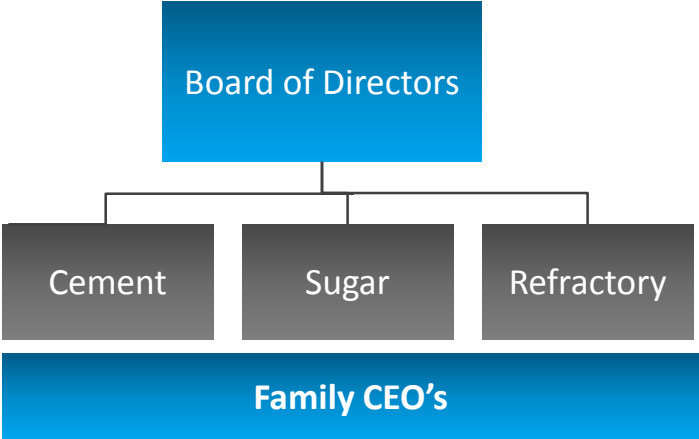 Board of Directors
Cement
Sugar
Refractory
Family CEO’s